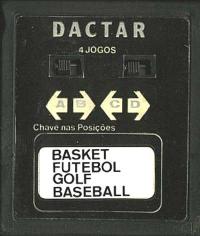 DACTAR
4 JOGOS
A B C D
Chave nas Posições
BASKET
FUTEBOL
GOLF
BASEBALL